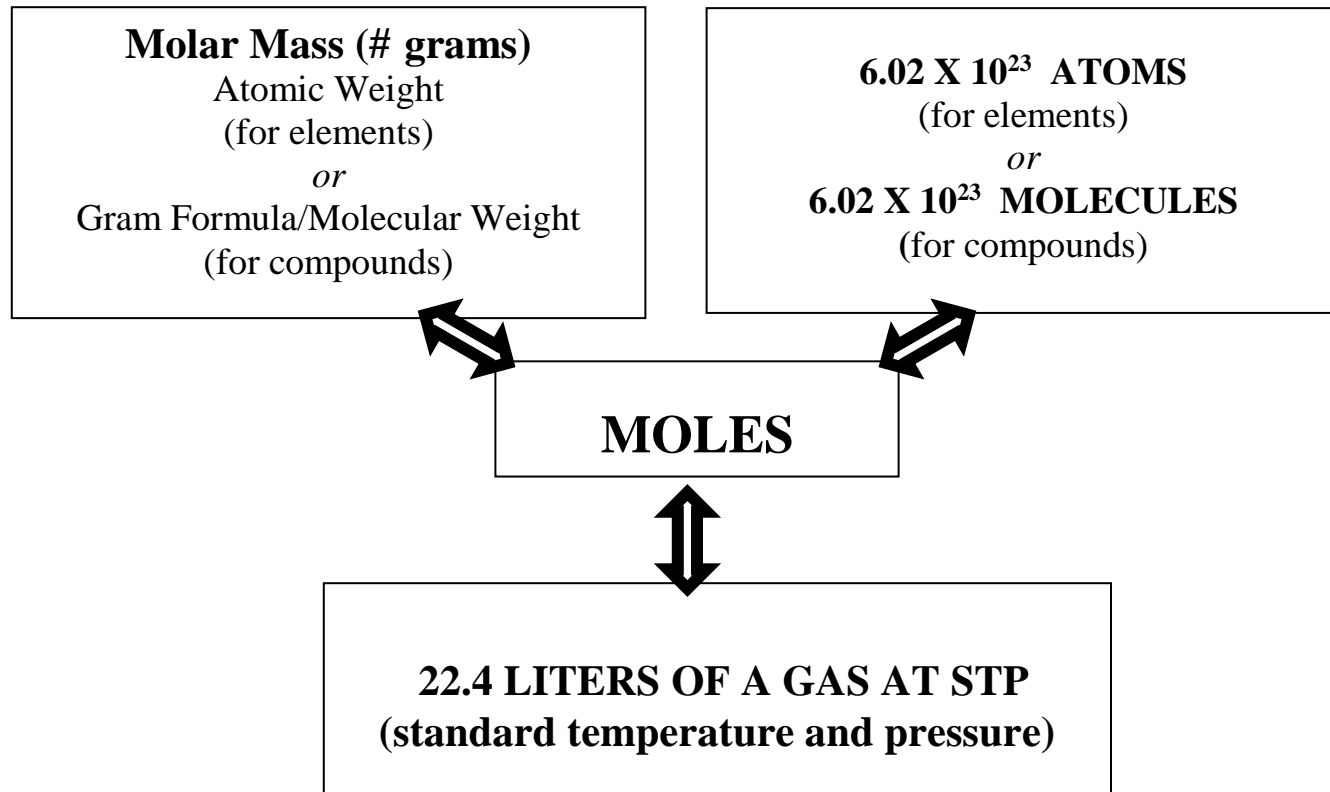 Molar Mass (# grams)
Atomic Weight
(for elements)
or
Gram Formula/Molecular Weight
(for compounds)
6.02 X 10²³ ATOMS
(for elements)
or
6.02 X 10²³ MOLECULES
(for compounds)
MOLES
22.4 LITERS OF A GAS AT STP
(standard temperature and pressure)